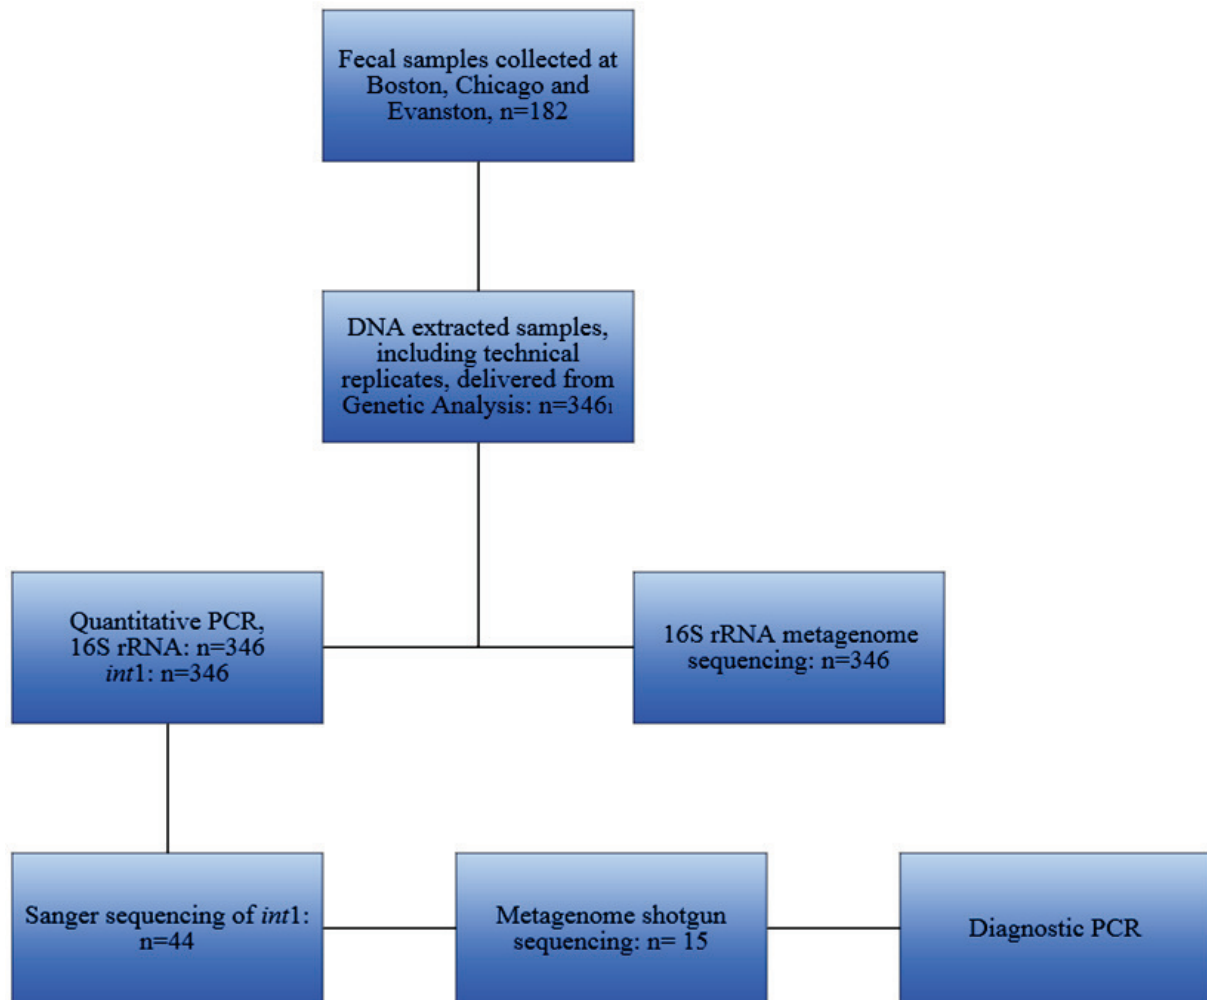 Fecal samples collected at
Boston, Chicago and
Evanston, n=182
DNA extracted samples,
including technical
replicates, delivered from
Genetic Analysis: n=346₁
Quantitative PCR,
16S rRNA: n=346
int1: n=346
16S rRNA metagenome
sequencing: n=346
Sanger sequencing of int1:
n=44
Metagenome shotgun
sequencing: n= 15
Diagnostic PCR